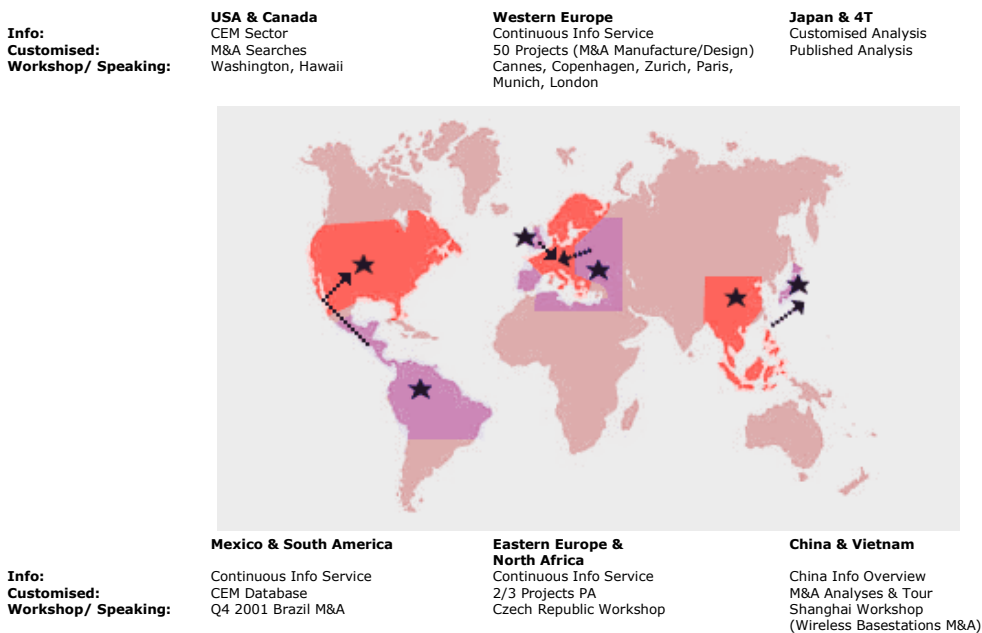 USA & Canada Western Europe Japan & 4T
Info: CEM Sector Continuous Info Service Customised Analysis
Customised: M&A Searches 50 Projects (M&A Manufacture/Design) Published Analysis
Workshop/ Speaking: Washington, Hawaii Cannes, Copenhagen, Zurich, Paris,
Munich, London
Mexico & South America Eastern Europe & China & Vietnam
North Africa
Info: Continuous Info Service Continuous Info Service China Info Overview
Customised: CEM Database 2/3 Projects PA M&A Analyses & Tour
Workshop/ Speaking: Q4 2001 Brazil M&A Czech Republic Workshop Shanghai Workshop
(Wireless Basestations M&A)